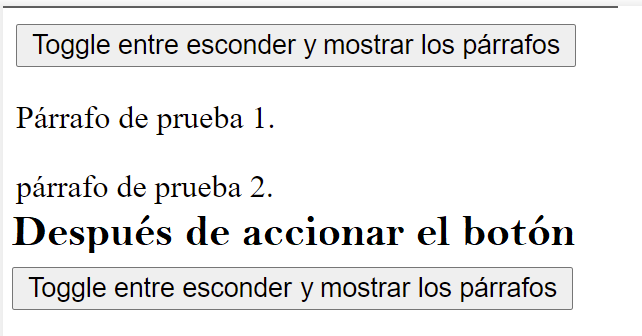 Toggle entre esconder y mostrar los párrafos
Párrafo de prueba 1.
párrafo de prueba 2.
Después de accionar el botón
Toggle entre esconder y mostrar los párrafos